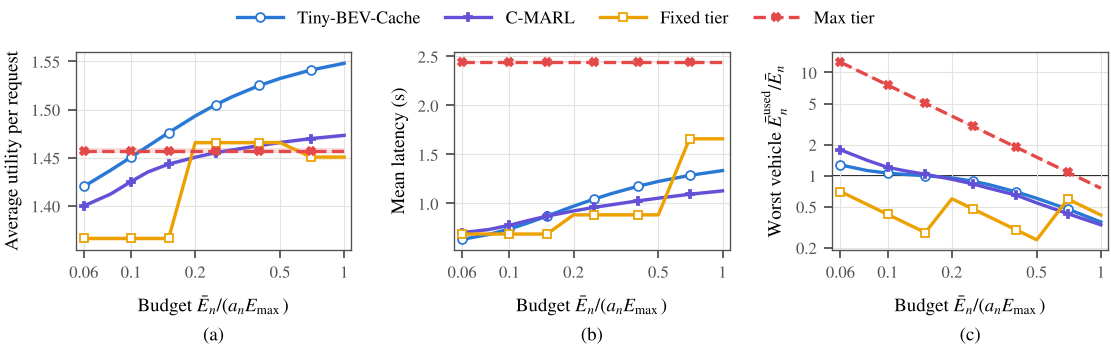 Tiny-BEV-Cache C-MARL Fixed tier Max tier
Average utility per request
1.55
1.50
1.45
1.40
0.06 0.1 0.2 0.5 1
Budget Ē_n/(a_n E_max)
(a)
Mean latency (s)
2.5
2.0
1.5
1.0
0.06 0.1 0.2 0.5 1
Budget Ē_n/(a_n E_max)
(b)
Worst vehicle Ē_n^used/Ē_n
10
5
2
1
0.5
0.2
0.06 0.1 0.2 0.5 1
Budget Ē_n/(a_n E_max)
(c)